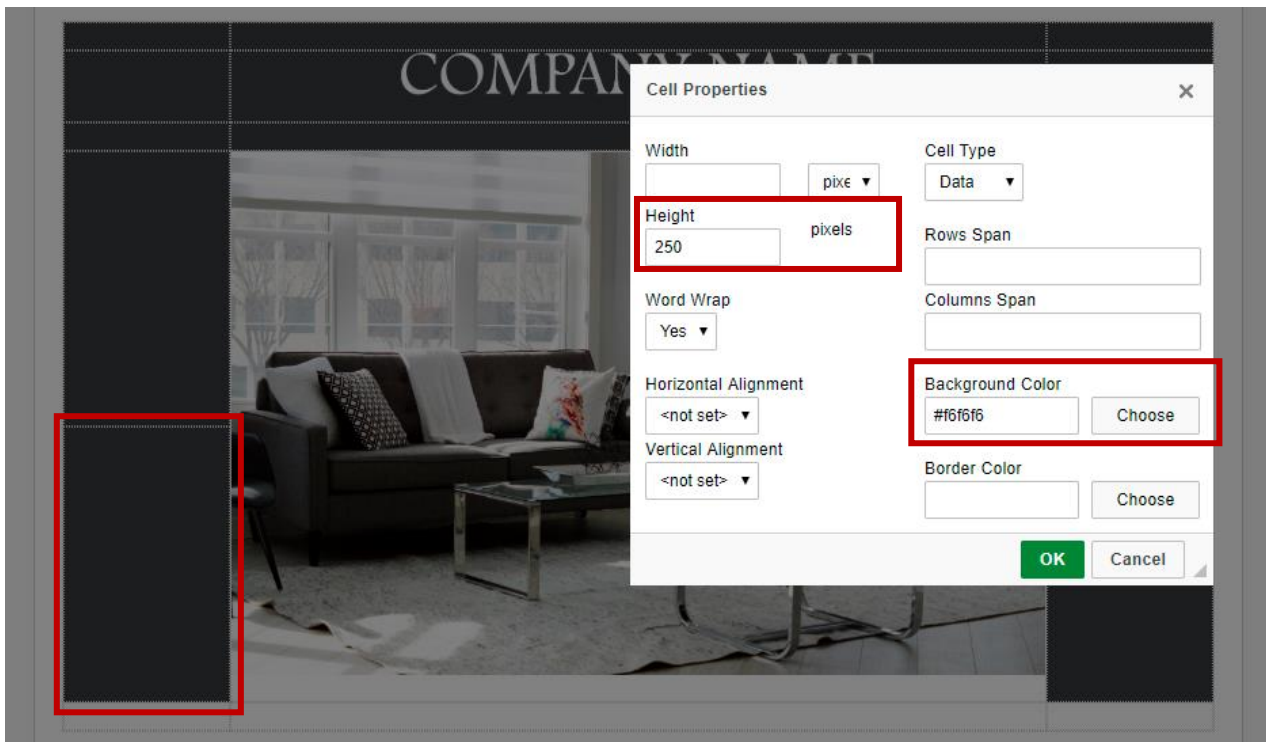 COMPANY NAME
Cell Properties
Width
pixe
Height
250
pixels
Word Wrap
Yes
Horizontal Alignment
<not set>
Vertical Alignment
<not set>
Cell Type
Data
Rows Span
Columns Span
Background Color
#f6f6f6
Choose
Border Color
Choose
OK
Cancel